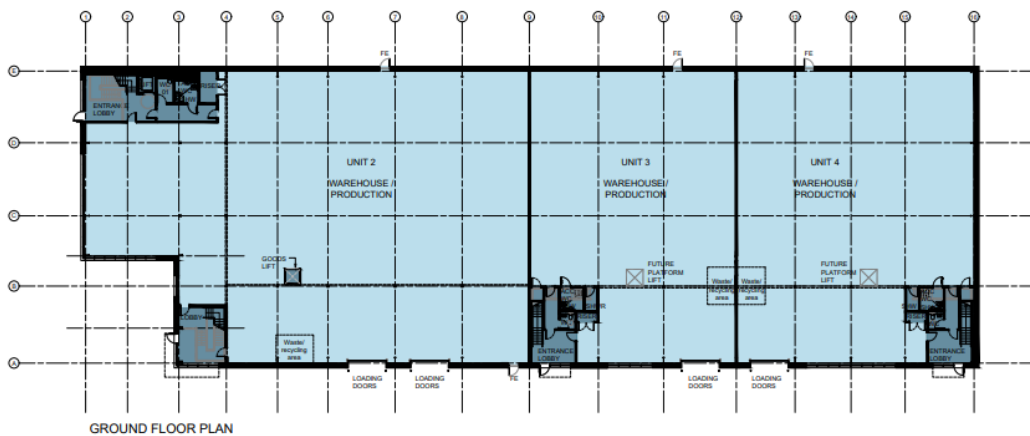 1 2 3 4 5 6 7 8 9 10 11 12 13 14 15 16
FE FE FE
E
ENTRANCE
LOBBY
RISER
D
UNIT 2
WAREHOUSE /
PRODUCTION
UNIT 3
WAREHOUSE /
PRODUCTION
UNIT 4
WAREHOUSE /
PRODUCTION
C
GOODS
LIFT
FUTURE
PLATFORM
LIFT
FUTURE
PLATFORM
LIFT
B
Waste/
recycling
area
Waste/
recycling
area
LOBBY
SHWR
Waste/
recycling
area
ENTRANCE
LOBBY
ENTRANCE
LOBBY
A
FE
LOADING
DOORS
LOADING
DOORS
LOADING
DOORS
LOADING
DOORS
GROUND FLOOR PLAN